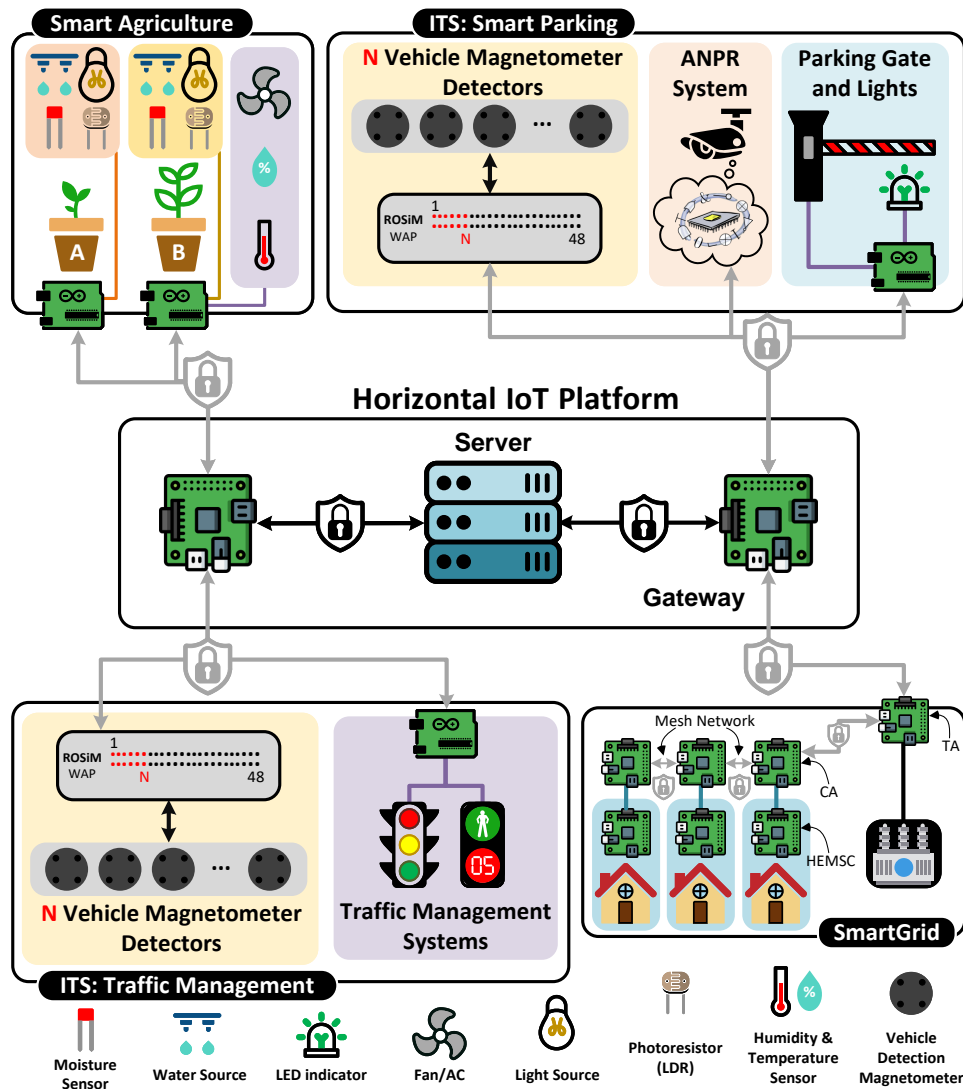 Smart Agriculture
%
A
B
ITS: Smart Parking
N Vehicle Magnetometer
Detectors
...
1
ROSiM
WAP
N
48
ANPR
System
Parking Gate
and Lights
Horizontal IoT Platform
Server
Gateway
1
ROSiM
WAP
N
48
...
N Vehicle Magnetometer
Detectors
05
Traffic Management
Systems
ITS: Traffic Management
Mesh Network
TA
CA
HEMSC
SmartGrid
Moisture
Sensor
Water Source
LED indicator
Fan/AC
Light Source
Photoresistor
(LDR)
%
Humidity &
Temperature
Sensor
Vehicle
Detection
Magnetometer